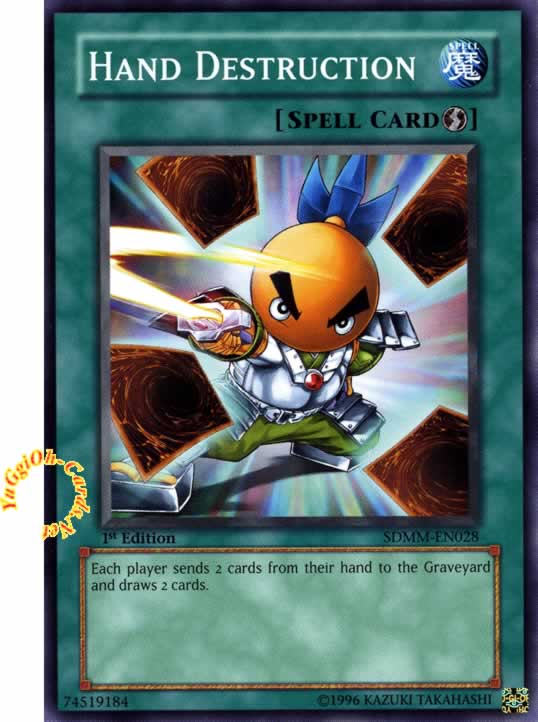 HAND DESTRUCTION
SPELL
魔
[SPELL CARD]
YuGgiOh-Cards.Net
1st Edition
SDMM-EN028
Each player sends 2 cards from their hand to the Graveyard
and draws 2 cards.
74519184
©1996 KAZUKI TAKAHASHI